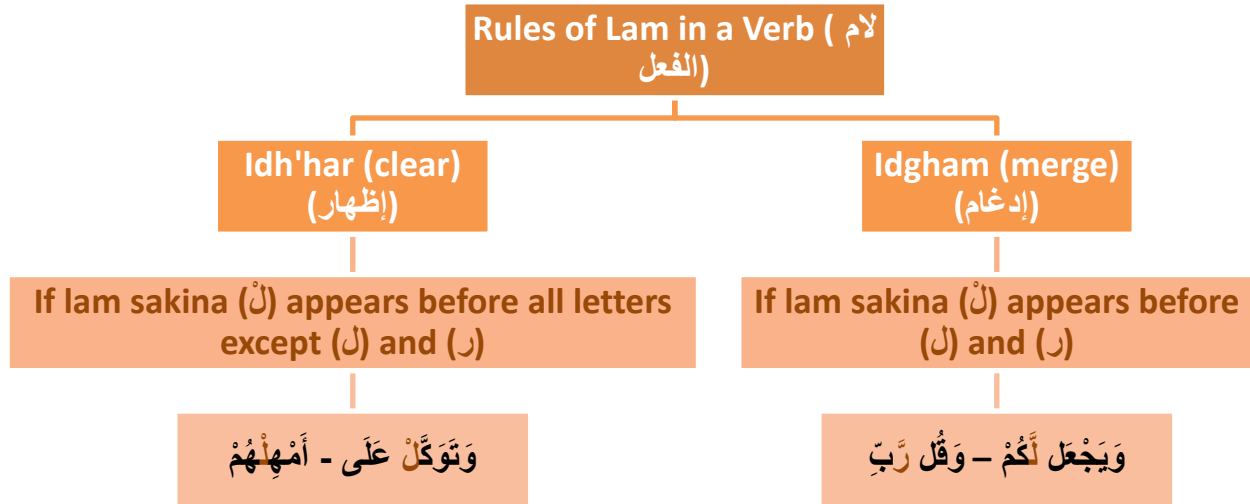 Rules of Lam in a Verb ( لام
الفعل)
Idh'har (clear)
(إظهار)
Idgham (merge)
(إدغام)
If lam sakina (لْ) appears before all letters
except (ل) and (ر)
If lam sakina (لْ) appears before
(ل) and (ر)
وَتَوَكَّلْ عَلَى - أَمْهِلْهُمْ
وَيَجْعَل لَّكُمْ – وَقُل رَّبِّ